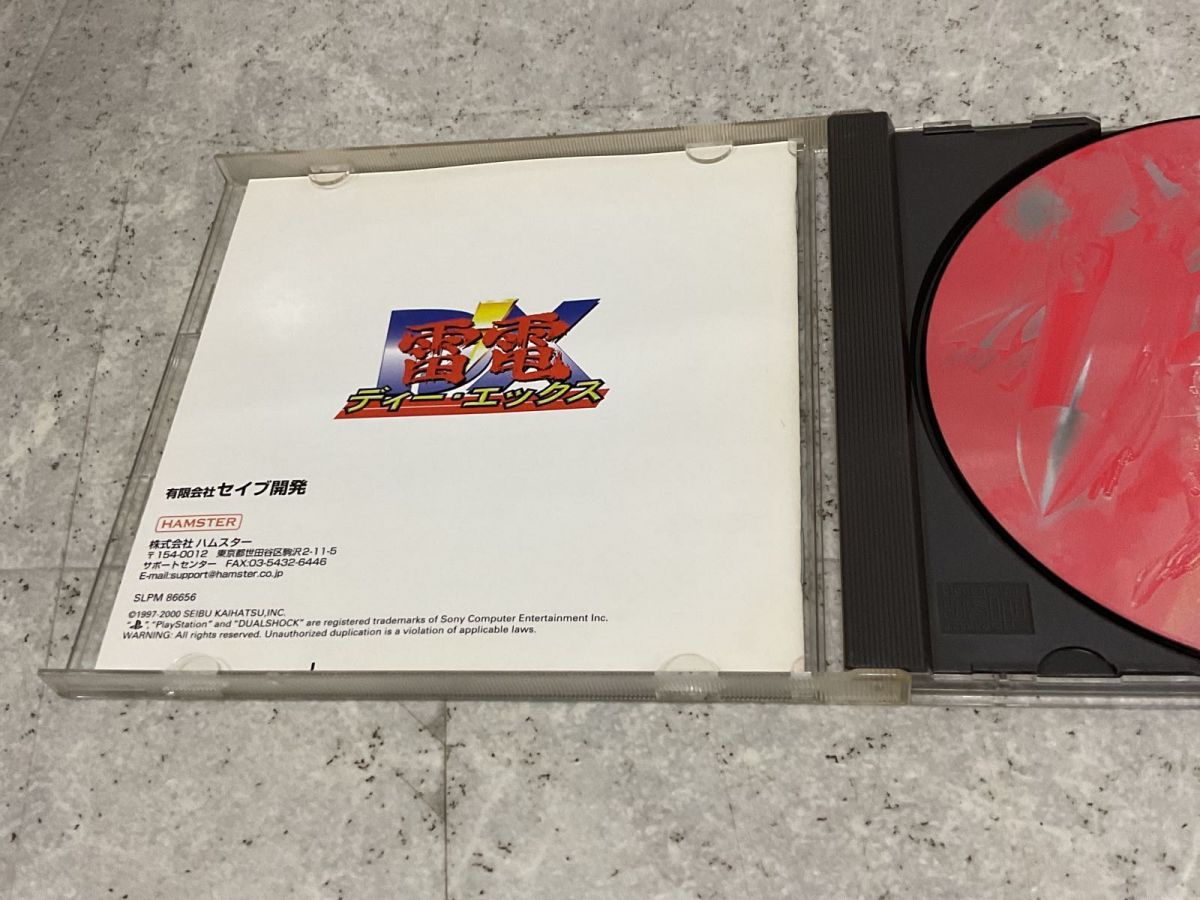 DX
雷電
ディー・エックス
有限会社 セイブ開発
HAMSTER
株式会社 ハムスター
〒154-0012 東京都世田谷区駒沢2-11-5
サポートセンター FAX:03-5432-6446
E-mail:support@hamster.co.jp
SLPM 86656
©1997-2000 SEIBU KAIHATSU,INC.
"", "PlayStation" and "DUALSHOCK" are registered trademarks of Sony Computer Entertainment Inc.
WARNING: All rights reserved. Unauthorized duplication is a violation of applicable laws.